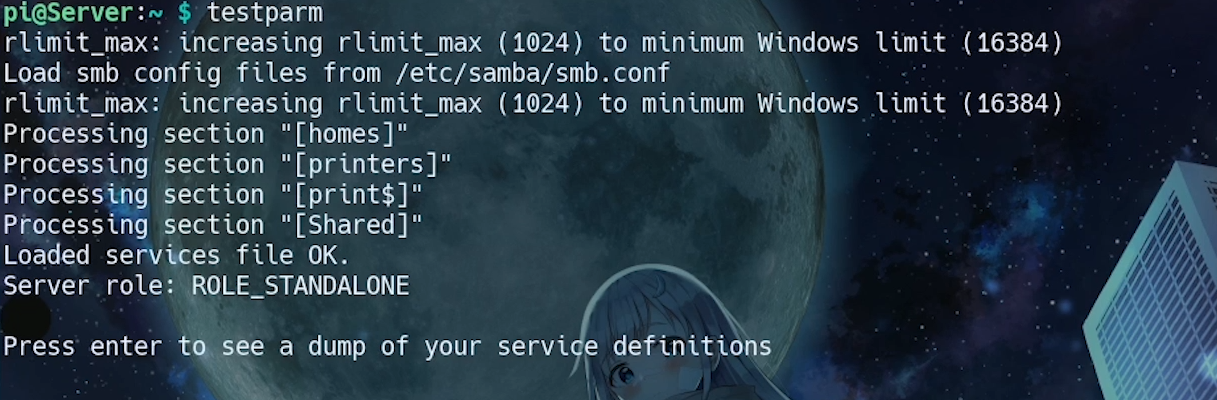 pi@Server:~ $ testparm
rlimit_max: increasing rlimit_max (1024) to minimum Windows limit (16384)
Load smb config files from /etc/samba/smb.conf
rlimit_max: increasing rlimit_max (1024) to minimum Windows limit (16384)
Processing section "[homes]"
Processing section "[printers]"
Processing section "[print$]"
Processing section "[Shared]"
Loaded services file OK.
Server role: ROLE_STANDALONE
Press enter to see a dump of your service definitions